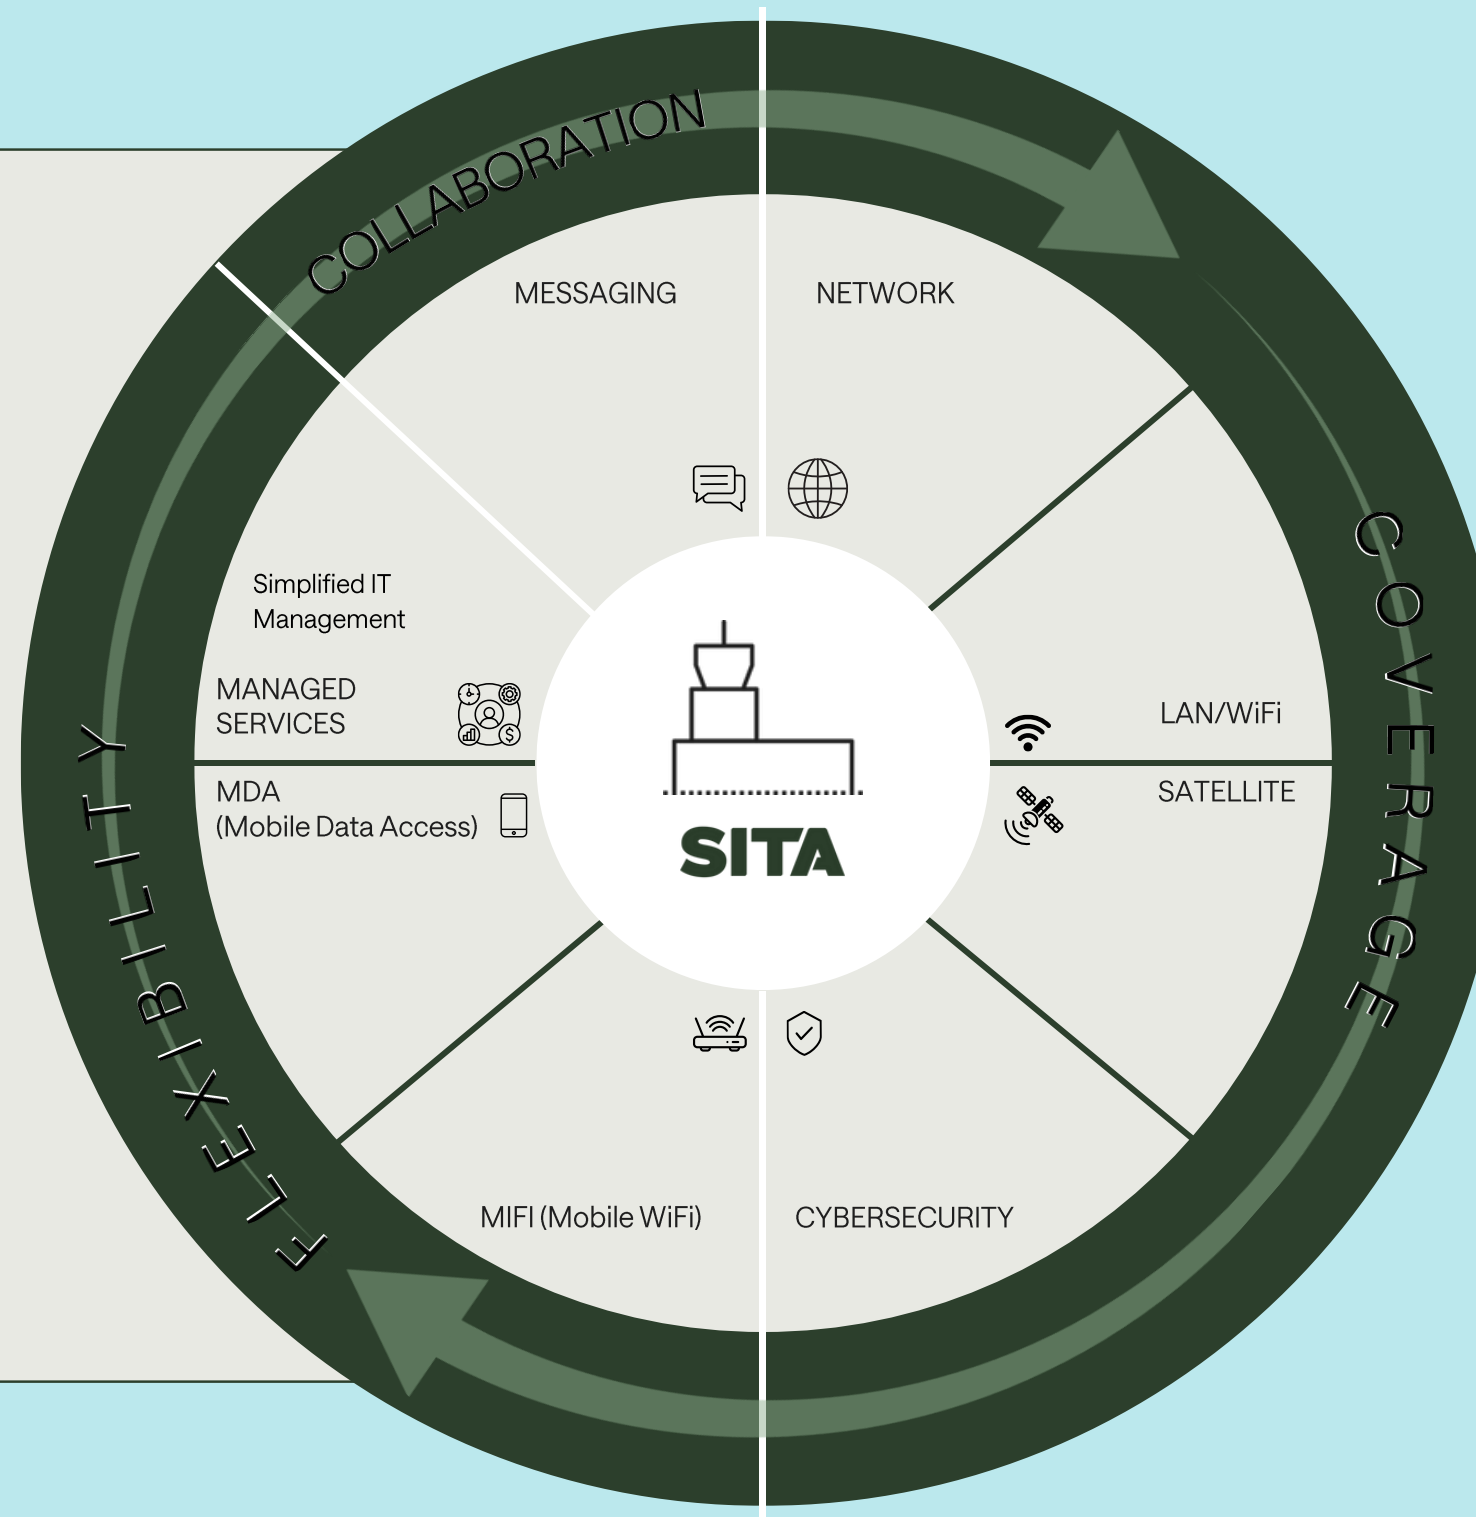 COLLABORATION
MESSAGING
NETWORK
COVERAGE
Simplified IT
Management
MANAGED
SERVICES
LAN/WiFi
MDA
(Mobile Data Access)
SATELLITE
SITA
FLEXIBILITY
MIFI (Mobile WiFi)
CYBERSECURITY